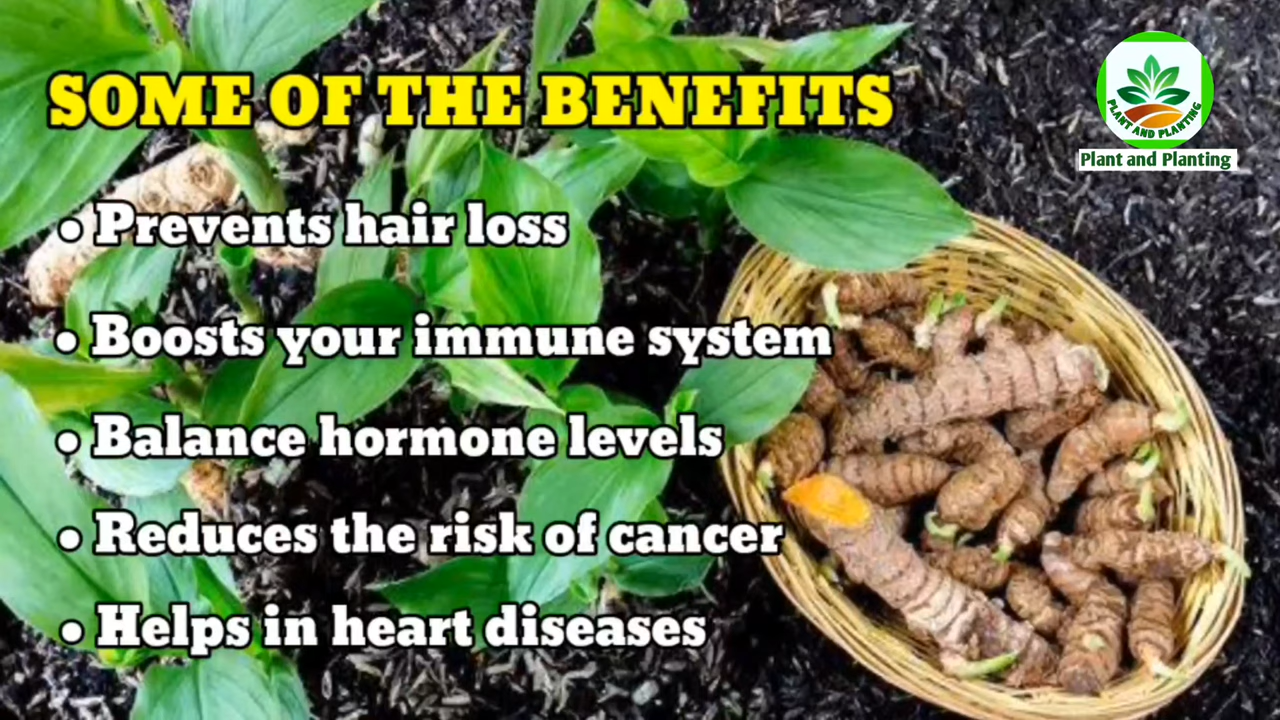 SOME OF THE BENEFITS
PLANT AND PLANTING
Plant and Planting
• Prevents hair loss
• Boosts your immune system
• Balance hormone levels
• Reduces the risk of cancer
• Helps in heart diseases